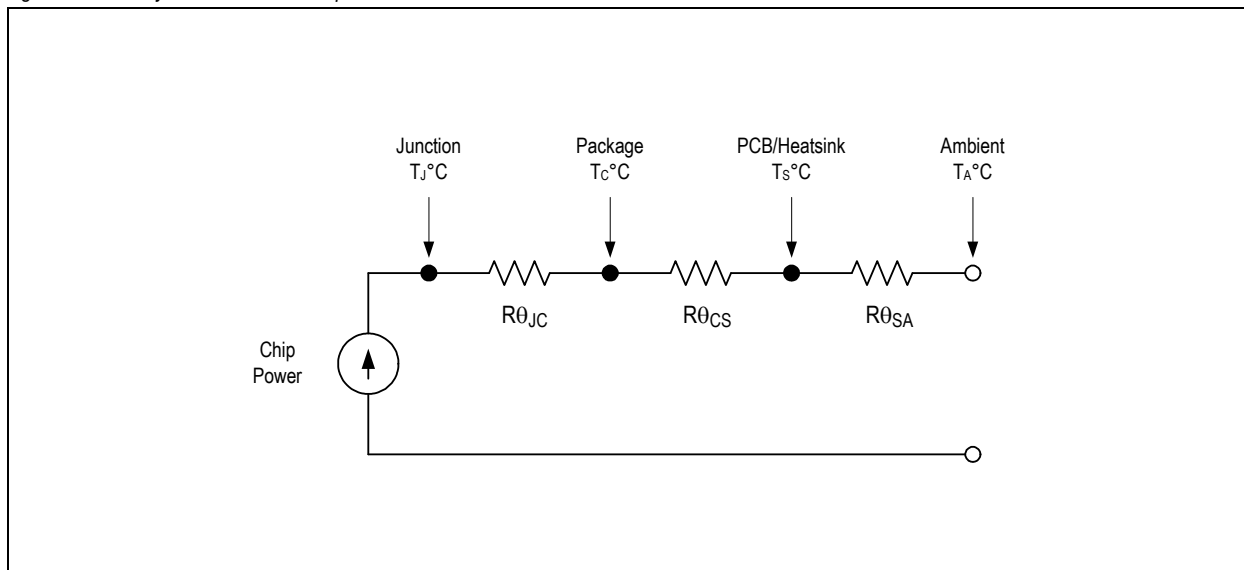 Junction
TJ°C
Package
TC°C
PCB/Heatsink
TS°C
Ambient
TA°C
RθJC
RθCS
RθSA
Chip
Power